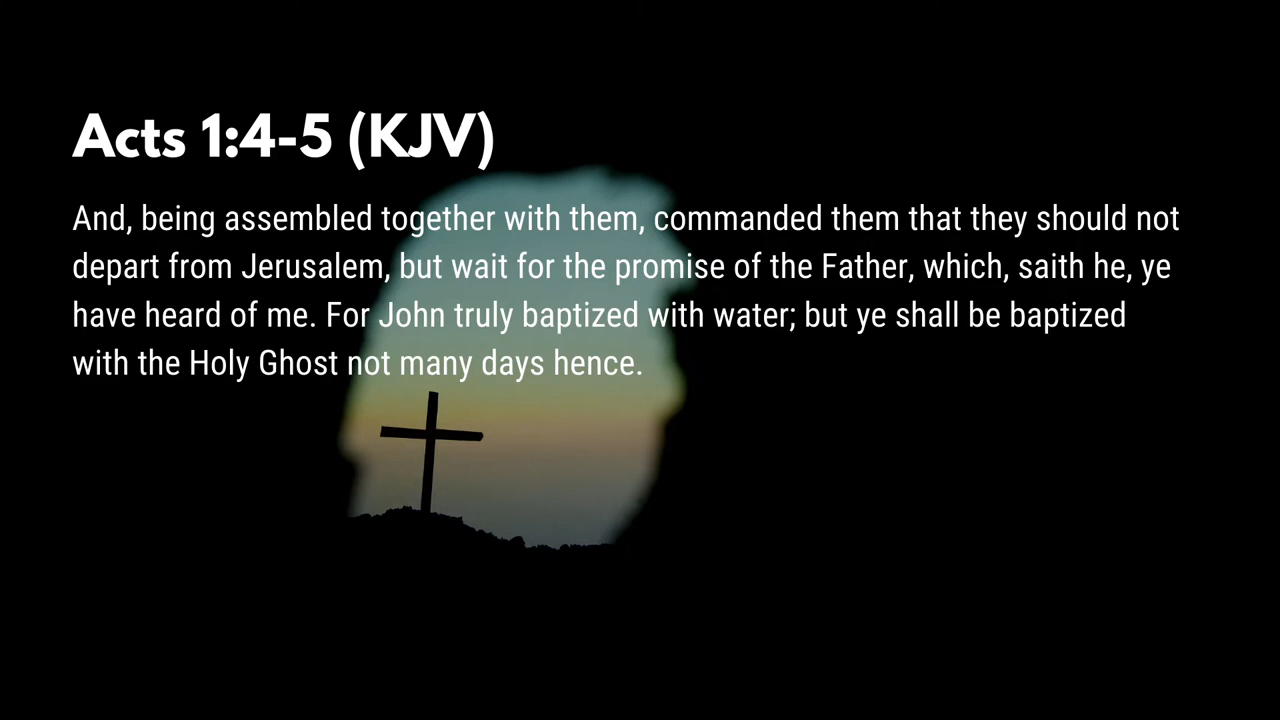 Acts 1:4-5 (KJV)
And, being assembled together with them, commanded them that they should not
depart from Jerusalem, but wait for the promise of the Father, which, saith he, ye
have heard of me. For John truly baptized with water; but ye shall be baptized
with the Holy Ghost not many days hence.